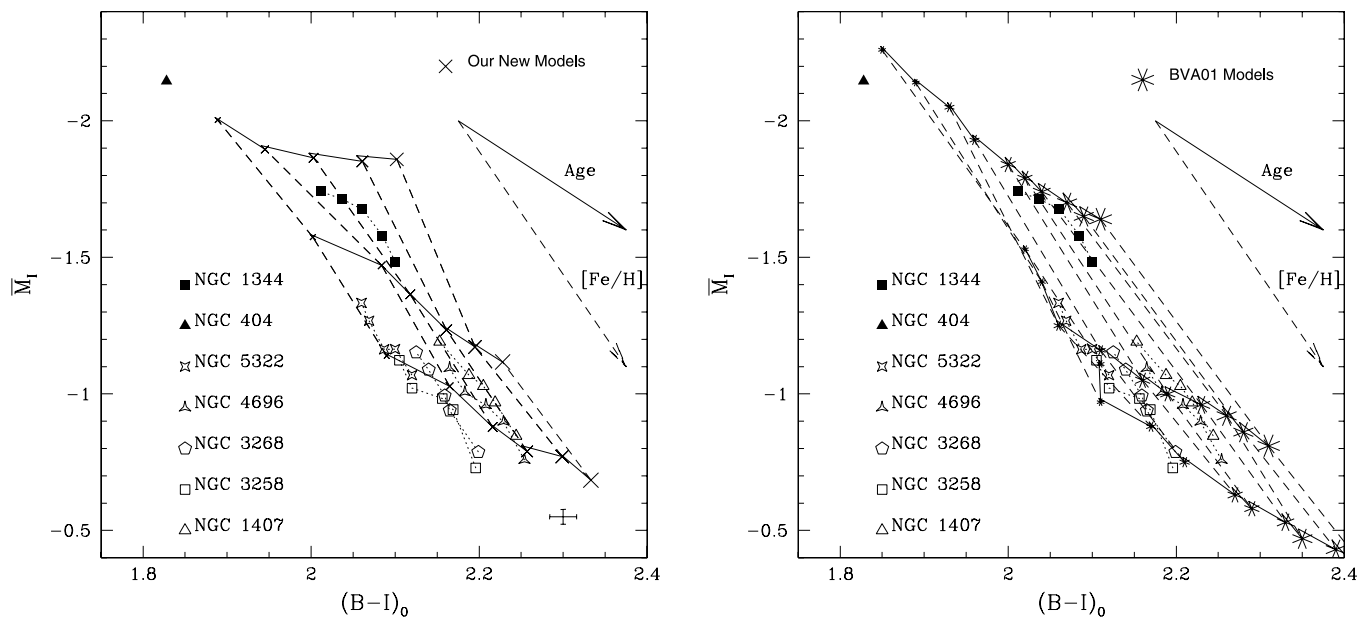 Our New Models
Age
[Fe/H]
NGC 1344
NGC 404
NGC 5322
NGC 4696
NGC 3268
NGC 3258
NGC 1407
-2
-1.5
-1
-0.5
M̅_I
1.8
2
2.2
2.4
(B-I)₀
BVA01 Models
Age
[Fe/H]
NGC 1344
NGC 404
NGC 5322
NGC 4696
NGC 3268
NGC 3258
NGC 1407
-2
-1.5
-1
-0.5
M̅_I
1.8
2
2.2
2.4
(B-I)₀